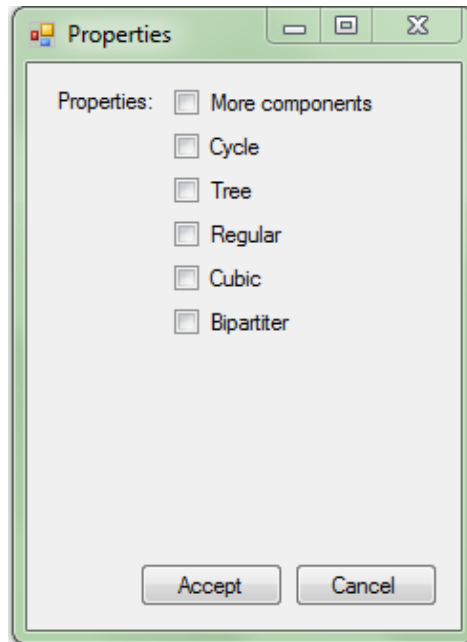 Properties
Properties: More components
Cycle
Tree
Regular
Cubic
Bipartiter
Accept Cancel